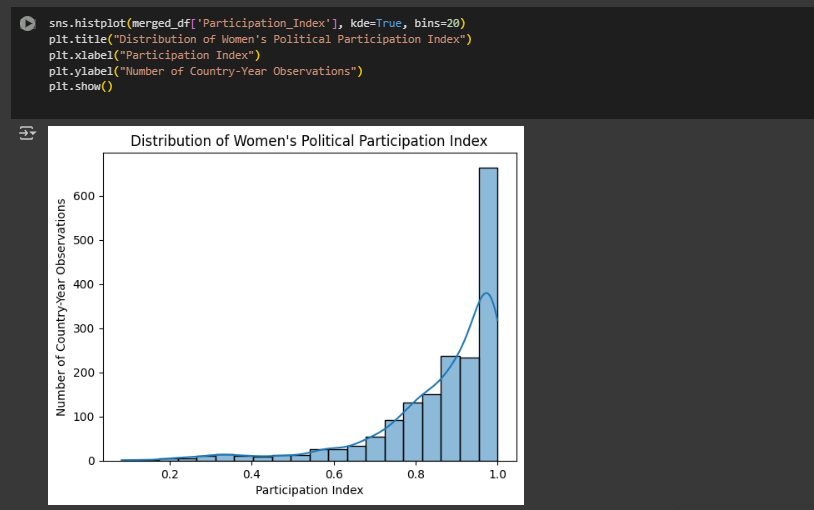 sns.histplot(merged_df['Participation_Index'], kde=True, bins=20)
plt.title("Distribution of Women's Political Participation Index")
plt.xlabel("Participation Index")
plt.ylabel("Number of Country-Year Observations")
plt.show()
Distribution of Women's Political Participation Index
Number of Country-Year Observations
600
500
400
300
200
100
0
0.2
0.4
0.6
0.8
1.0
Participation Index